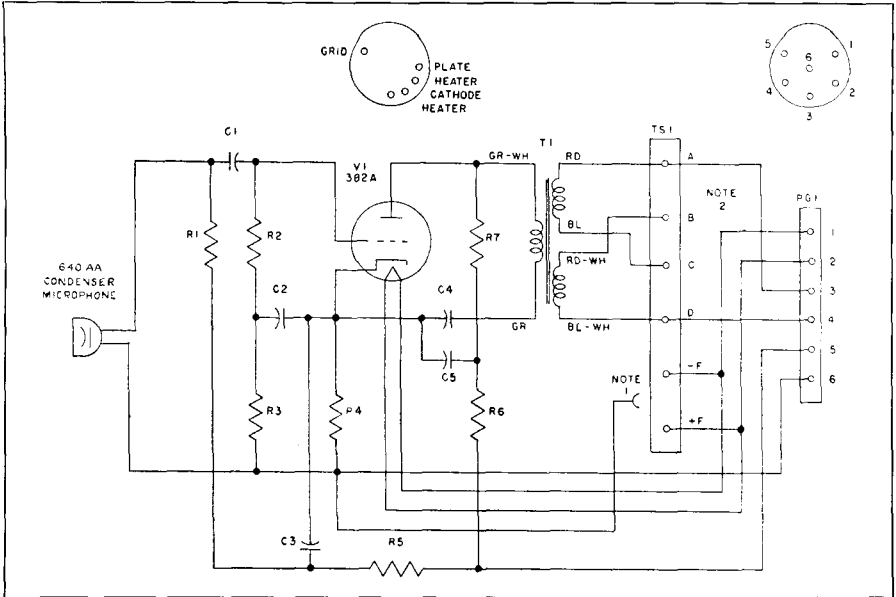 GRID
PLATE
HEATER
CATHODE
HEATER
5
6
1
4
2
3
C1
V1
382A
T1
GR-WH
RD
TS1
A
NOTE
2
PG1
R1
R2
R7
BL
B
1
RD-WH
C
2
640 AA
CONDENSER
MICROPHONE
C2
C4
3
GR
BL-WH
D
4
C5
5
NOTE
1
-F
6
R3
R4
R6
+F
C3
R5